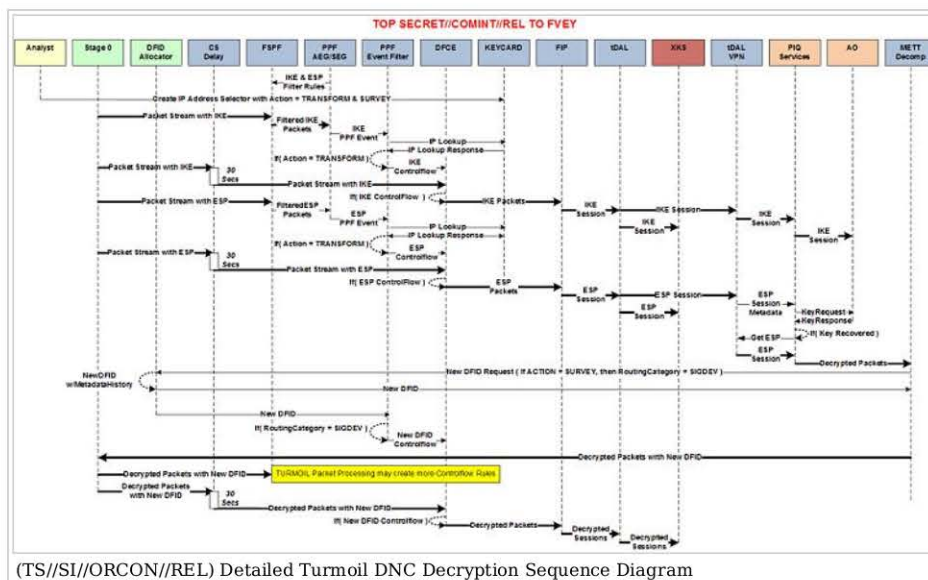 TOP SECRET//COMINT//REL TO FVEY
Analyst
Stage 0
DFID
Allocator
CS
Delay
FSPF
PPF
AEG/SEG
PPF
Event Filter
DFCE
KEYCARD
FIP
tDAL
XKS
tDAL
VPN
PIQ
Services
AO
METT
Decomp
IKE & ESP
Filter Rules
Create IP Address Selector with Action = TRANSFORM & SURVEY
Packet Stream with IKE
Filtered IKE
Packets
IKE
PPF Event
IP Lookup
IP Lookup Response
If( Action = TRANSFORM )
IKE
Controlflow
Packet Stream with IKE
30
Secs
Packet Stream with IKE
If( IKE ControlFlow )
IKE Packets
IKE
Session
IKE Session
IKE
Session
IKE
Session
IKE
Session
Packet Stream with ESP
FilteredESP
Packets
ESP
PPF Event
IP Lookup
IP Lookup Response
If( Action = TRANSFORM )
ESP
Controlflow
Packet Stream with ESP
30
Secs
Packet Stream with ESP
If( ESP ControlFlow )
ESP
Packets
ESP
Session
ESP Session
ESP
Session
ESP
Session
Metadata
KeyRequest
KeyResponse
If( Key Recovered )
Get ESP
ESP
Session
Decrypted Packets
New DFID Request ( If ACTION = SURVEY, then RoutingCategory = SIGDEV )
NewDFID
w/MetadataHistory
New DFID
New DFID
If( RoutingCategory = SIGDEV )
New DFID
Controlflow
Decrypted Packets with New DFID
Decrypted Packets with New DFID
TURMOIL Packet Processing may create more Controlflow Rules
Decrypted Packets
with New DFID
30
Secs
Decrypted Packets with New DFID
If( New DFID Controlflow )
Decrypted Packets
Decrypted
Sessions
Decrypted
Sessions
(TS//SI//ORCON//REL) Detailed Turmoil DNC Decryption Sequence Diagram